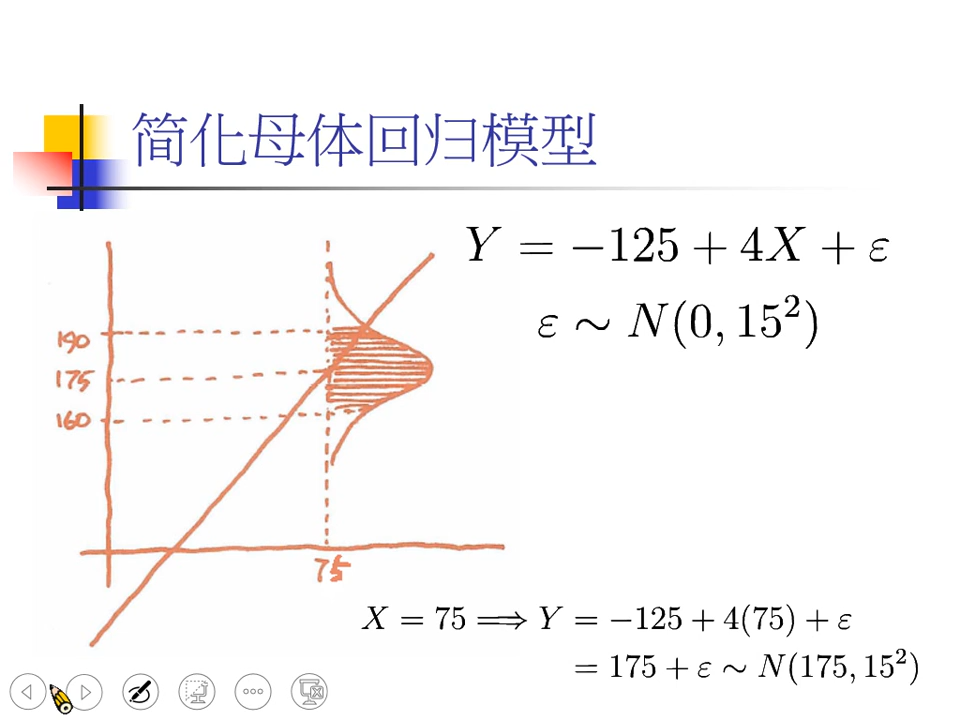 简化母体回归模型
Y = −125 + 4X + ε
ε ∼ N(0, 15²)
190
175
160
75
X = 75 ⟹ Y = −125 + 4(75) + ε
= 175 + ε ∼ N(175, 15²)